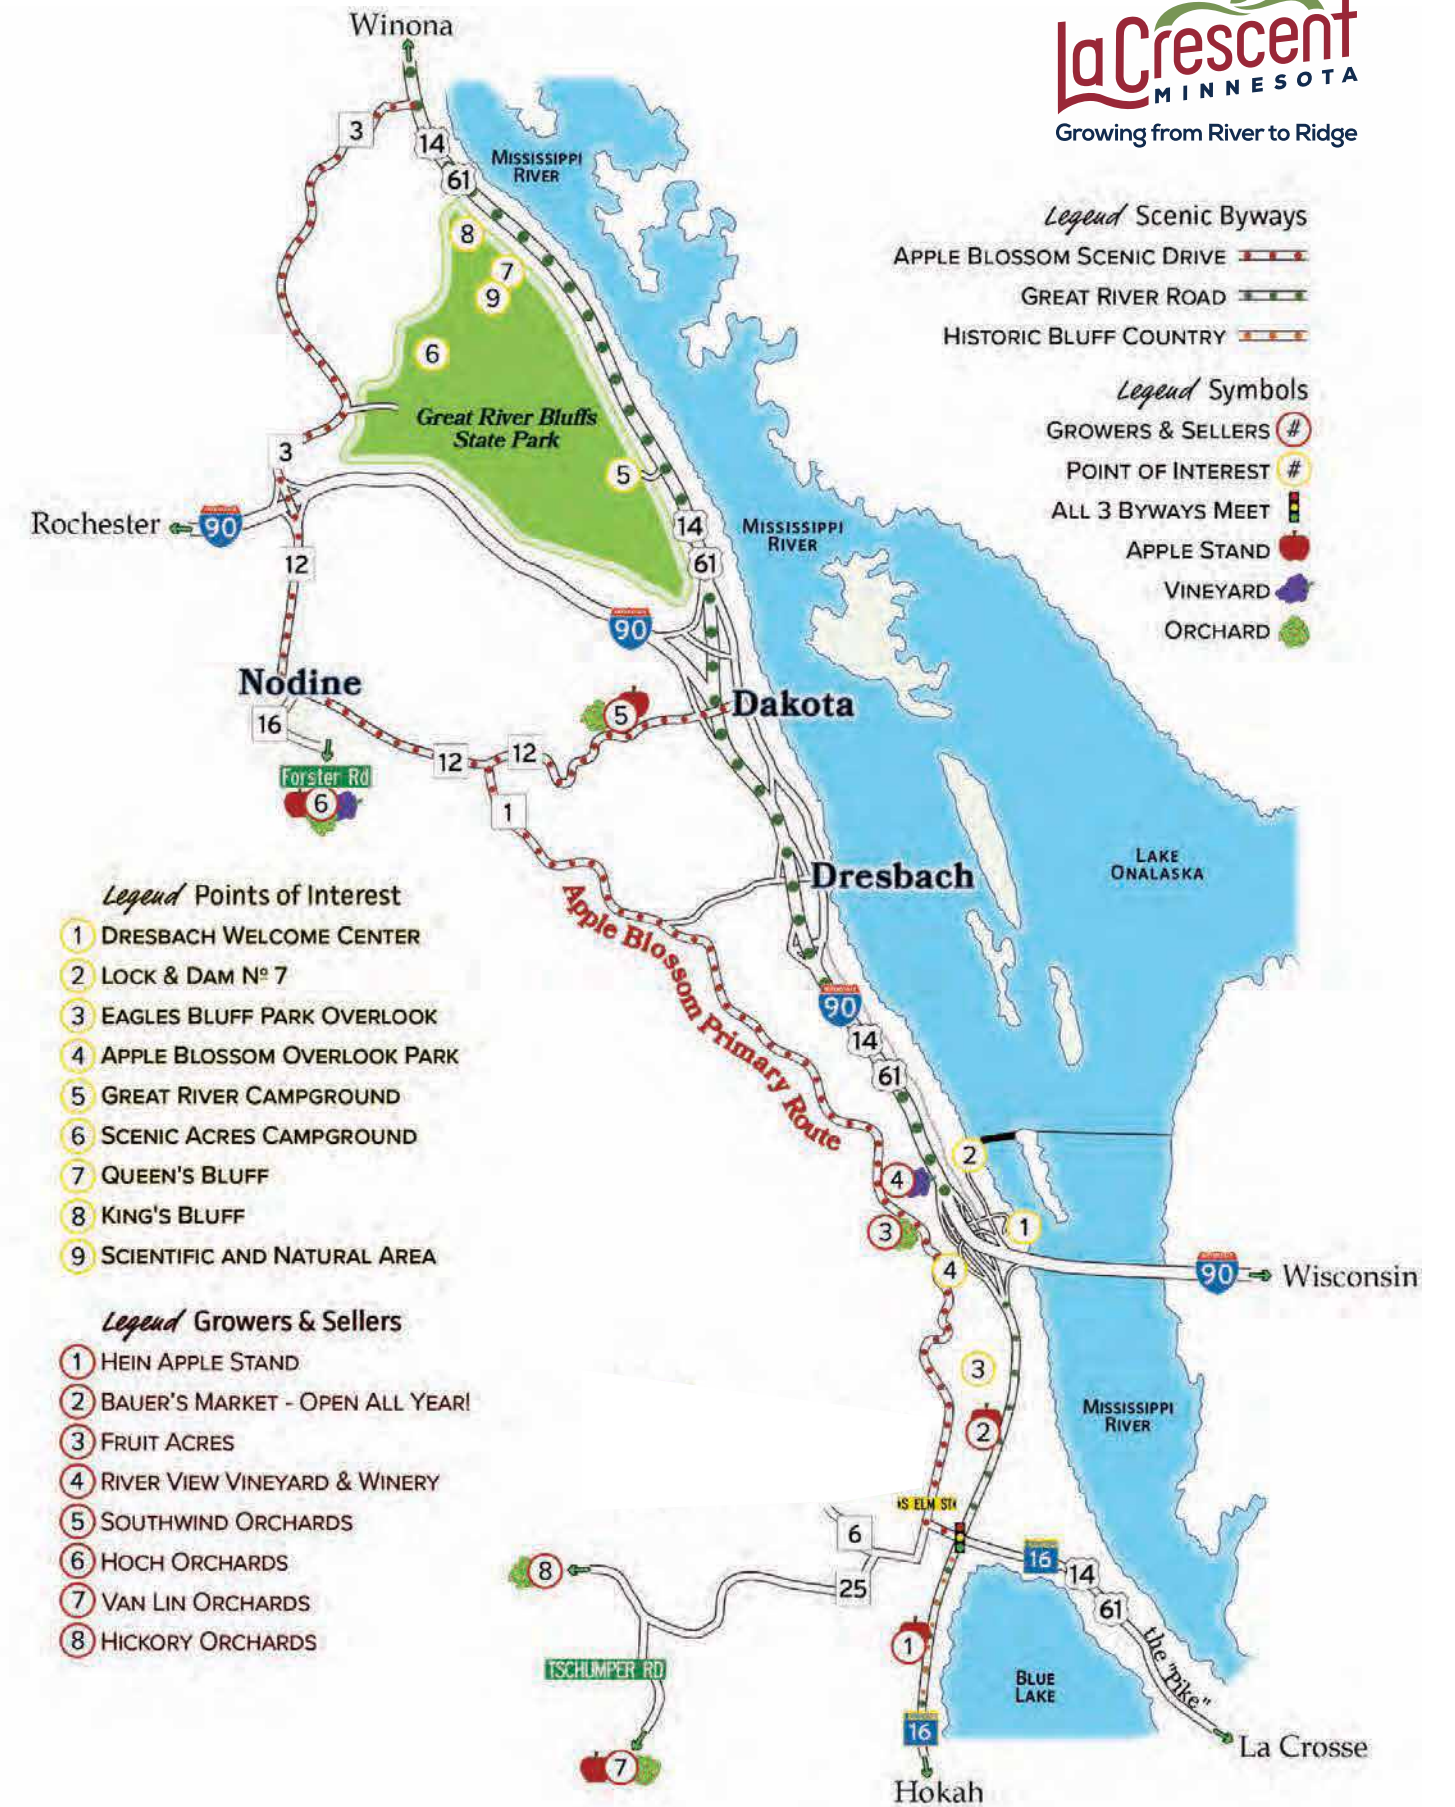 Winona
La Crescent
MINNESOTA
Growing from River to Ridge
3
14
61
MISSISSIPPI
RIVER
Legend Scenic Byways
APPLE BLOSSOM SCENIC DRIVE
GREAT RIVER ROAD
HISTORIC BLUFF COUNTRY
Legend Symbols
GROWERS & SELLERS #
POINT OF INTEREST #
ALL 3 BYWAYS MEET
APPLE STAND
VINEYARD
ORCHARD
8
7
9
6
Great River Bluffs
State Park
5
3
Rochester
90
12
14
61
MISSISSIPPI
RIVER
90
Nodine
16
Forster Rd
6
5
Dakota
12
12
1
Dresbach
LAKE
ONALASKA
Apple Blossom Primary Route
90
14
61
2
4
3
1
4
90
Wisconsin
3
2
MISSISSIPPI
RIVER
S ELM ST
6
25
8
16
14
61
the "Pike"
TSCHUMPER RD
1
BLUE
LAKE
16
7
La Crosse
Hokah
Legend Points of Interest
1 DRESBACH WELCOME CENTER
2 LOCK & DAM Nº 7
3 EAGLES BLUFF PARK OVERLOOK
4 APPLE BLOSSOM OVERLOOK PARK
5 GREAT RIVER CAMPGROUND
6 SCENIC ACRES CAMPGROUND
7 QUEEN'S BLUFF
8 KING'S BLUFF
9 SCIENTIFIC AND NATURAL AREA
Legend Growers & Sellers
1 HEIN APPLE STAND
2 BAUER'S MARKET - OPEN ALL YEAR!
3 FRUIT ACRES
4 RIVER VIEW VINEYARD & WINERY
5 SOUTHWIND ORCHARDS
6 HOCH ORCHARDS
7 VAN LIN ORCHARDS
8 HICKORY ORCHARDS